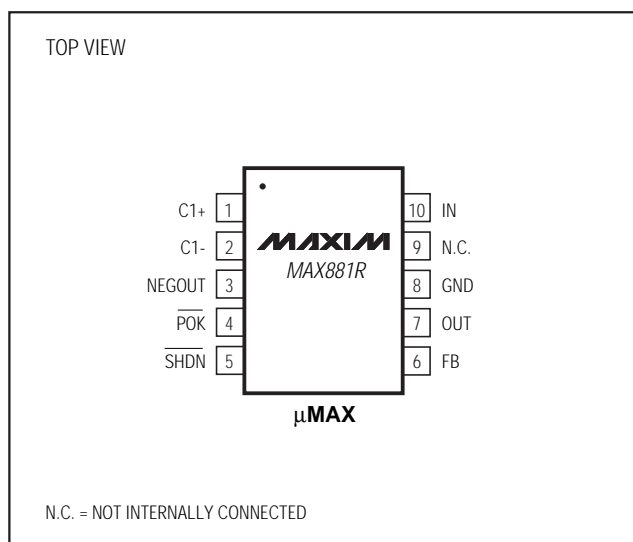 TOP VIEW
C1+ 1
C1- 2
NEGOUT 3
POK 4
SHDN 5
MAXIM
MAX881R
10 IN
9 N.C.
8 GND
7 OUT
6 FB
µMAX
N.C. = NOT INTERNALLY CONNECTED